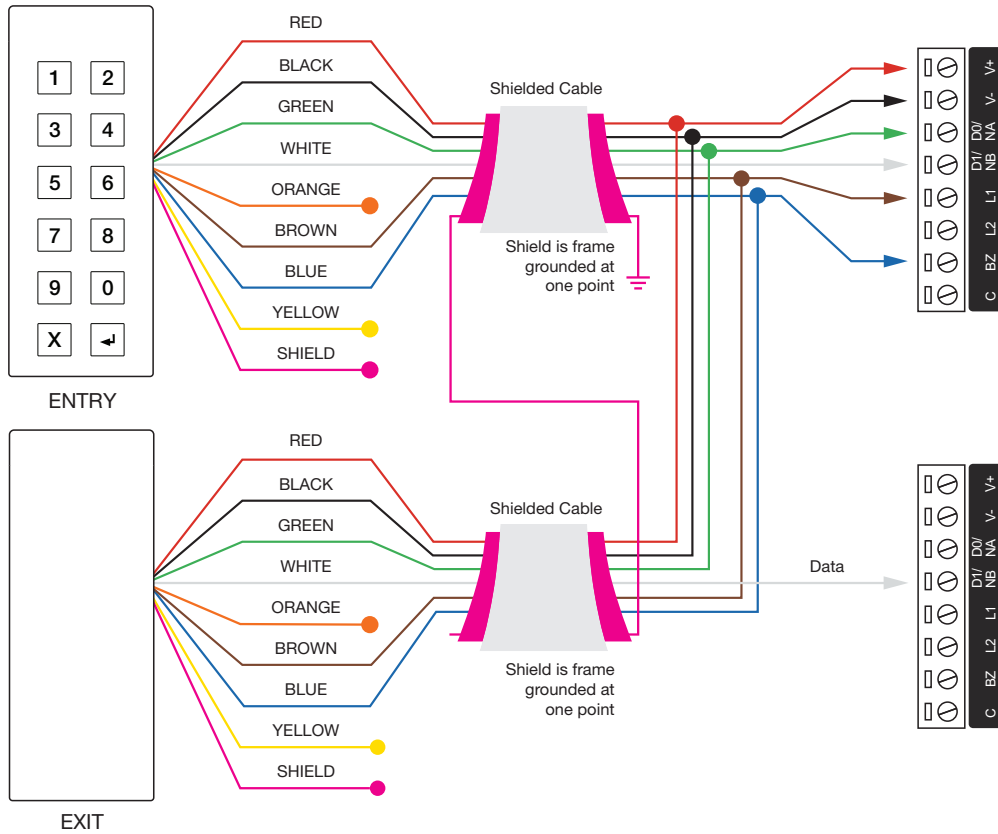 1 2
3 4
5 6
7 8
9 0
X
ENTRY
RED
BLACK
GREEN
WHITE
ORANGE
BROWN
BLUE
YELLOW
SHIELD
Shielded Cable
Shield is frame
grounded at
one point
V+
V-
D0/
NA
D1/
NB
L1
L2
BZ
C
EXIT
RED
BLACK
GREEN
WHITE
ORANGE
BROWN
BLUE
YELLOW
SHIELD
Shielded Cable
Shield is frame
grounded at
one point
Data
V+
V-
D0/
NA
D1/
NB
L1
L2
BZ
C